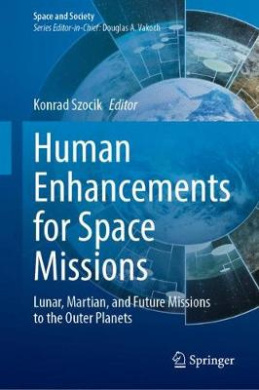 Space and Society
Series Editor-in-Chief: Douglas A. Vakoch
Konrad Szocik Editor
Human
Enhancements
for Space
Missions
Lunar, Martian, and Future Missions
to the Outer Planets
Springer